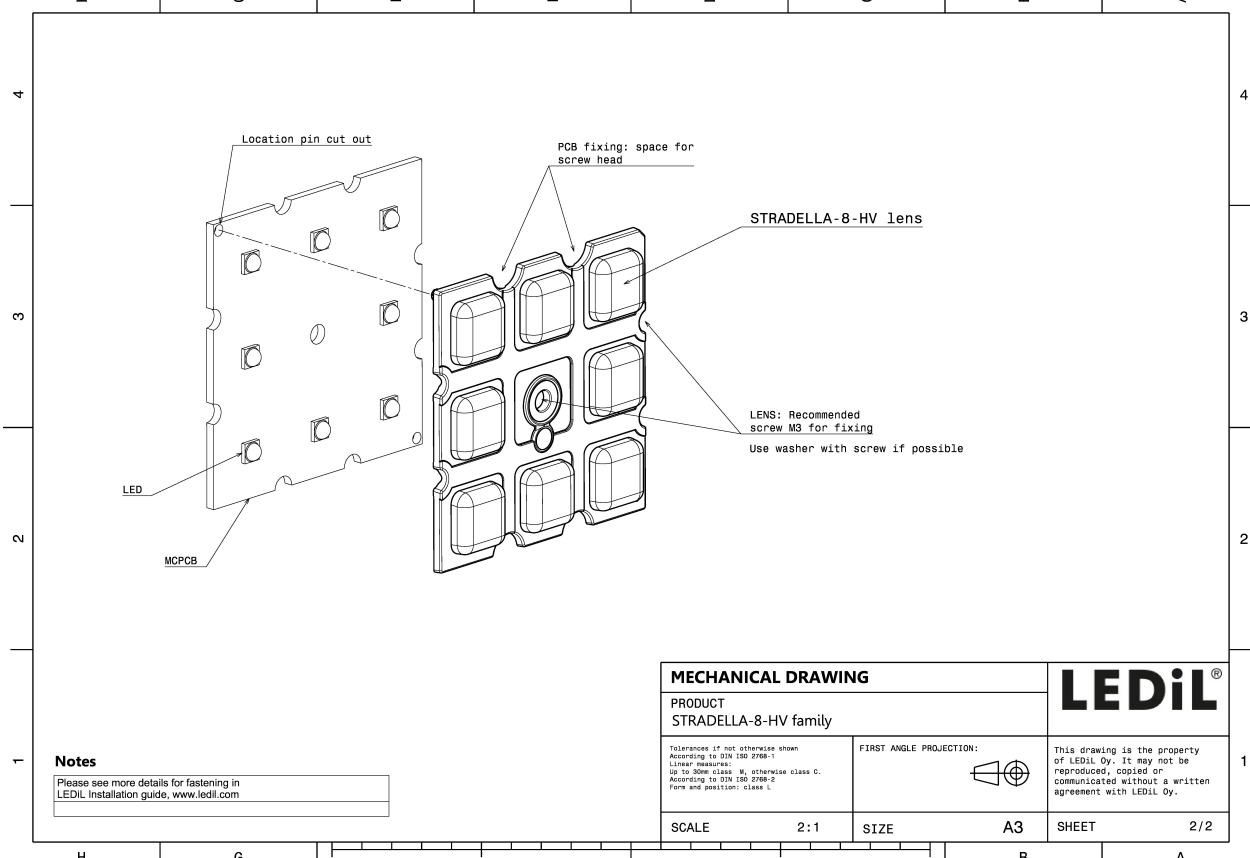 4
4
Location pin cut out
PCB fixing: space for
screw head
STRADELLA-8-HV lens
3
3
LENS: Recommended
screw M3 for fixing
Use washer with screw if possible
LED
MCPCB
2
2
MECHANICAL DRAWING
LEDiL®
PRODUCT
STRADELLA-8-HV family
Tolerances if not otherwise shown
According to DIN ISO 2768-1
Linear measures:
Up to 30mm class M, otherwise class C.
According to DIN ISO 2768-2
Form and position: class L
FIRST ANGLE PROJECTION:
This drawing is the property
of LEDiL Oy. It may not be
reproduced, copied or
communicated without a written
agreement with LEDiL Oy.
Notes
Please see more details for fastening in
LEDiL Installation guide, www.ledil.com
1
1
SCALE 2:1
SIZE A3
SHEET 2/2
H G B A